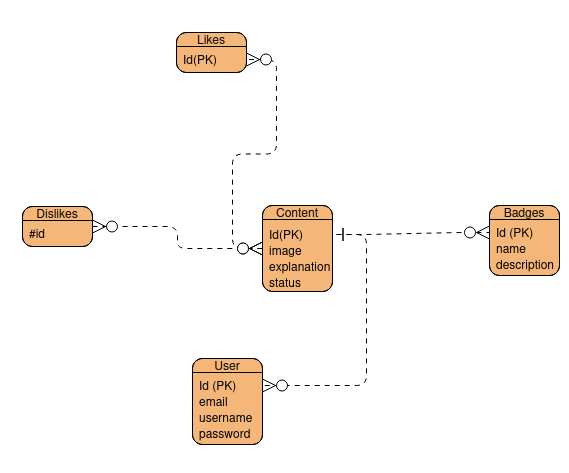 Likes
Id(PK)
Dislikes
#id
Content
Id(PK)
image
explanation
status
Badges
Id (PK)
name
description
User
Id (PK)
email
username
password